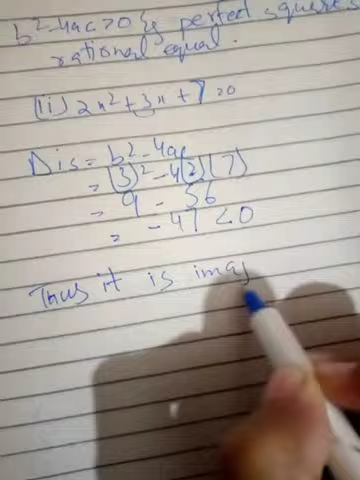 b²-4ac>0 & perfect square
rational equal.
(ii) 2x²+3x+7=0
Dis = b²-4ac
= (3)²-4(2)(7)
= 9 - 56
= -47<0
Thus it is imag